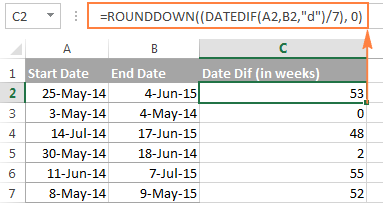 C2 =ROUNDDOWN((DATEDIF(A2,B2,"d")/7), 0)
A B C
1 Start Date End Date Date Dif (in weeks)
2 25-May-14 4-Jun-15 53
3 3-May-14 4-May-14 0
4 14-Jul-14 17-Jun-15 48
5 30-May-14 18-Jun-14 2
6 11-Jun-14 7-Jul-15 55
7 8-May-14 9-May-15 52